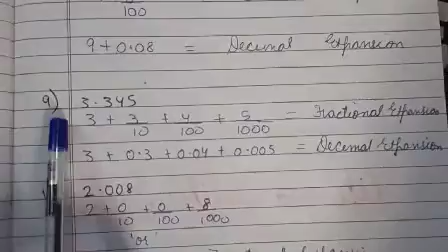 100
9 + 0.08 = Decimal Expansion
9) 3.345
3 + 3/10 + 4/100 + 5/1000 = Fractional Expansion
3 + 0.3 + 0.04 + 0.005 = Decimal Expansion
2.008
2 + 0/10 + 0/100 + 8/1000
'or'